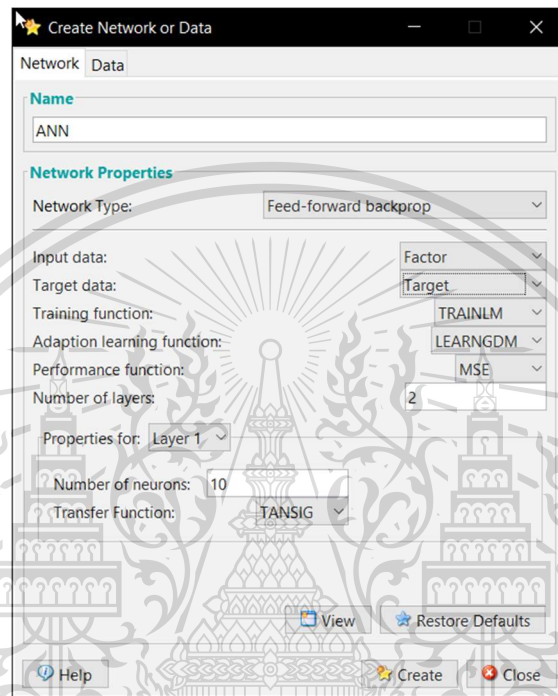 Create Network or Data
Network Data
Name
ANN
Network Properties
Network Type: Feed-forward backprop
Input data: Factor
Target data: Target
Training function: TRAINLM
Adaption learning function: LEARNGDM
Performance function: MSE
Number of layers: 2
Properties for: Layer 1
Number of neurons: 10
Transfer Function: TANSIG
View Restore Defaults
Help Create Close